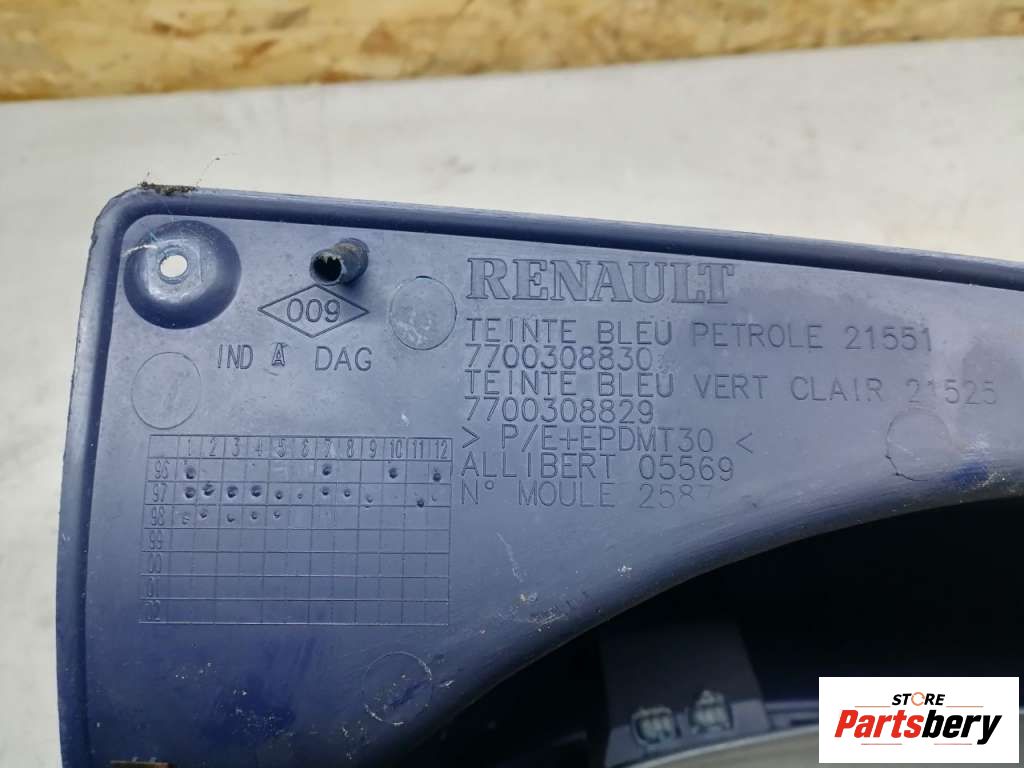 RENAULT
009
IND A DAG
TEINTE BLEU PETROLE 21551
7700308830
TEINTE BLEU VERT CLAIR 21525
7700308829
> P/E+EPDMT30 <
ALLIBERT 05569
N° MOULE 2587
1 2 3 4 5 6 7 8 9 10 11 12
96
97
98
99
00
01
02
STORE
Partsbery